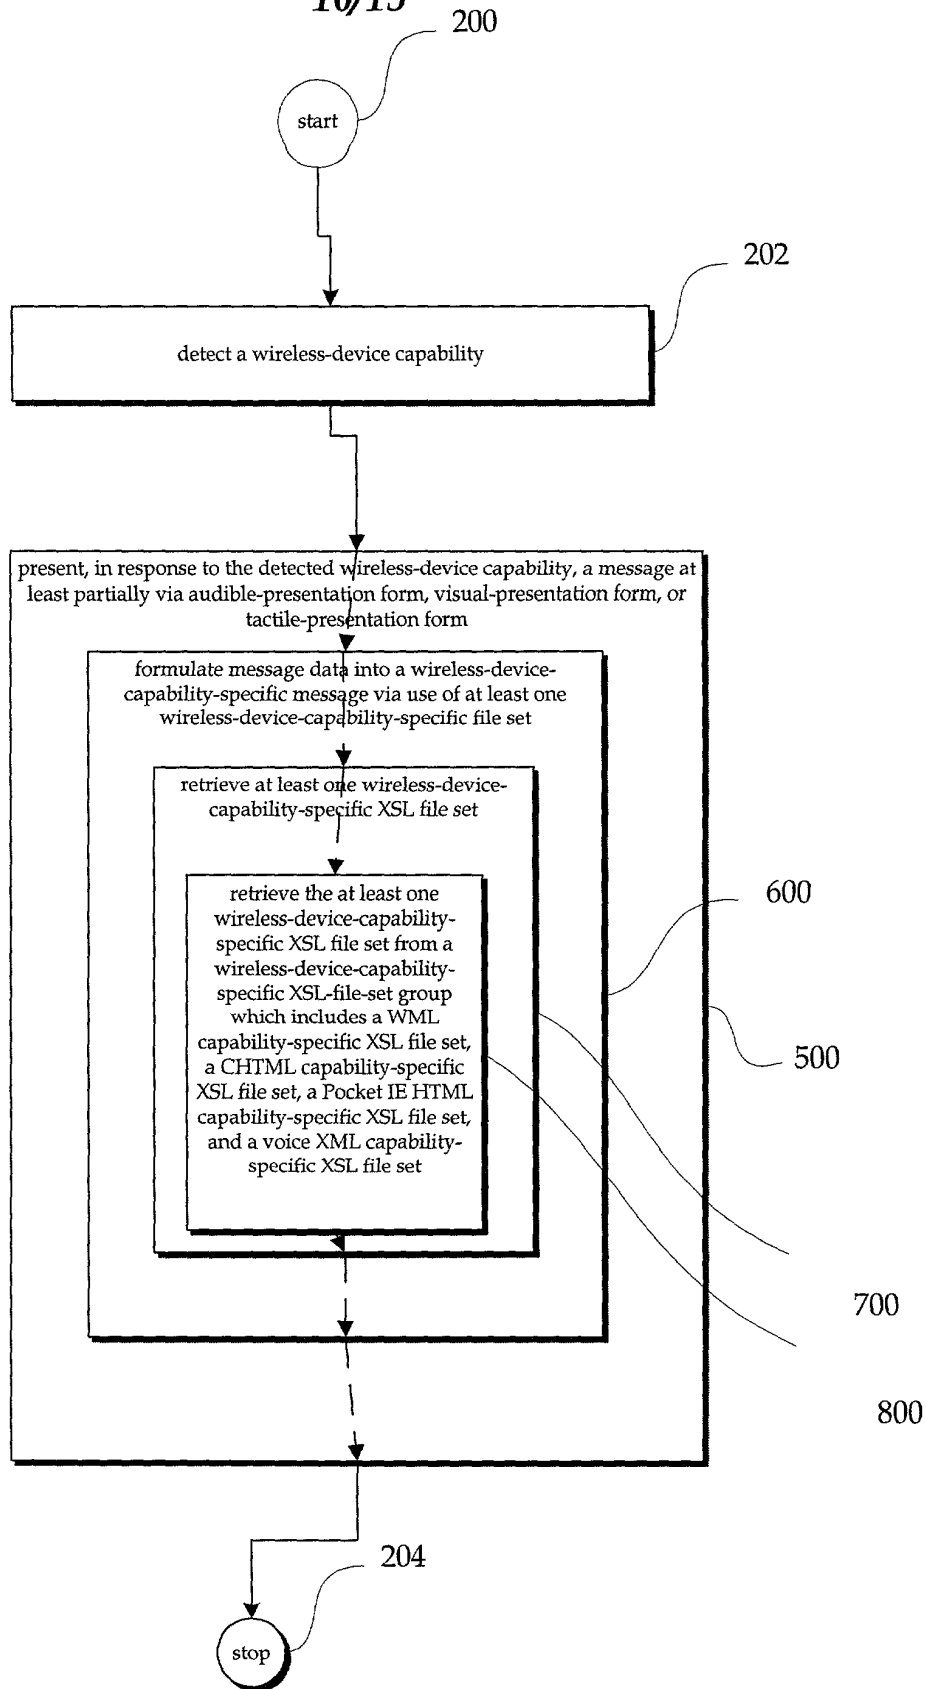 10/15
200
start
202
detect a wireless-device capability
present, in response to the detected wireless-device capability, a message at
least partially via audible-presentation form, visual-presentation form, or
tactile-presentation form
formulate message data into a wireless-device-
capability-specific message via use of at least one
wireless-device-capability-specific file set
retrieve at least one wireless-device-
capability-specific XSL file set
retrieve the at least one
wireless-device-capability-
specific XSL file set from a
wireless-device-capability-
specific XSL-file-set group
which includes a WML
capability-specific XSL file set,
a CHTML capability-specific
XSL file set, a Pocket IE HTML
capability-specific XSL file set,
and a voice XML capability-
specific XSL file set
600
500
700
800
204
stop